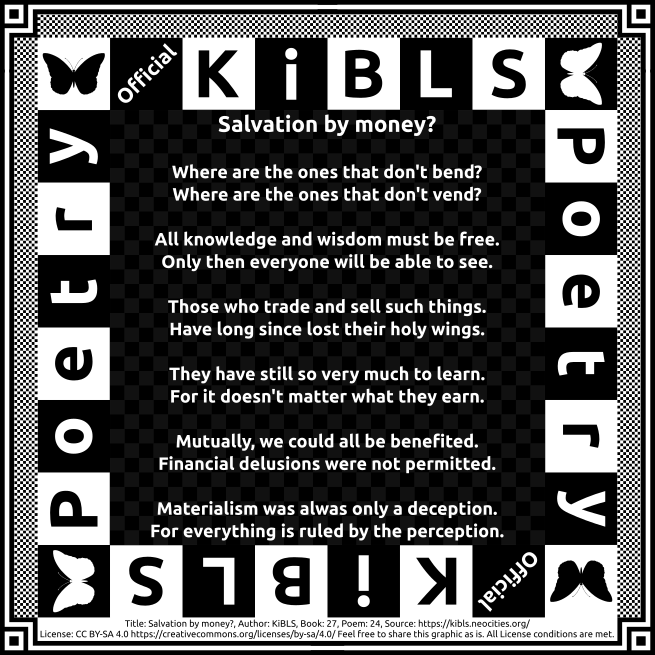 Official KiBLS
Poetry
Poetry
Salvation by money?
Where are the ones that don't bend?
Where are the ones that don't vend?
All knowledge and wisdom must be free.
Only then everyone will be able to see.
Those who trade and sell such things.
Have long since lost their holy wings.
They have still so very much to learn.
For it doesn't matter what they earn.
Mutually, we could all be benefited.
Financial delusions were not permitted.
Materialism was alwas only a deception.
For everything is ruled by the perception.
Official KiBLS
Title: Salvation by money?, Author: KiBLS, Book: 27, Poem: 24, Source: https://kibls.neocities.org/
License: CC BY-SA 4.0 https://creativecommons.org/licenses/by-sa/4.0/ Feel free to share this graphic as is. All License conditions are met.